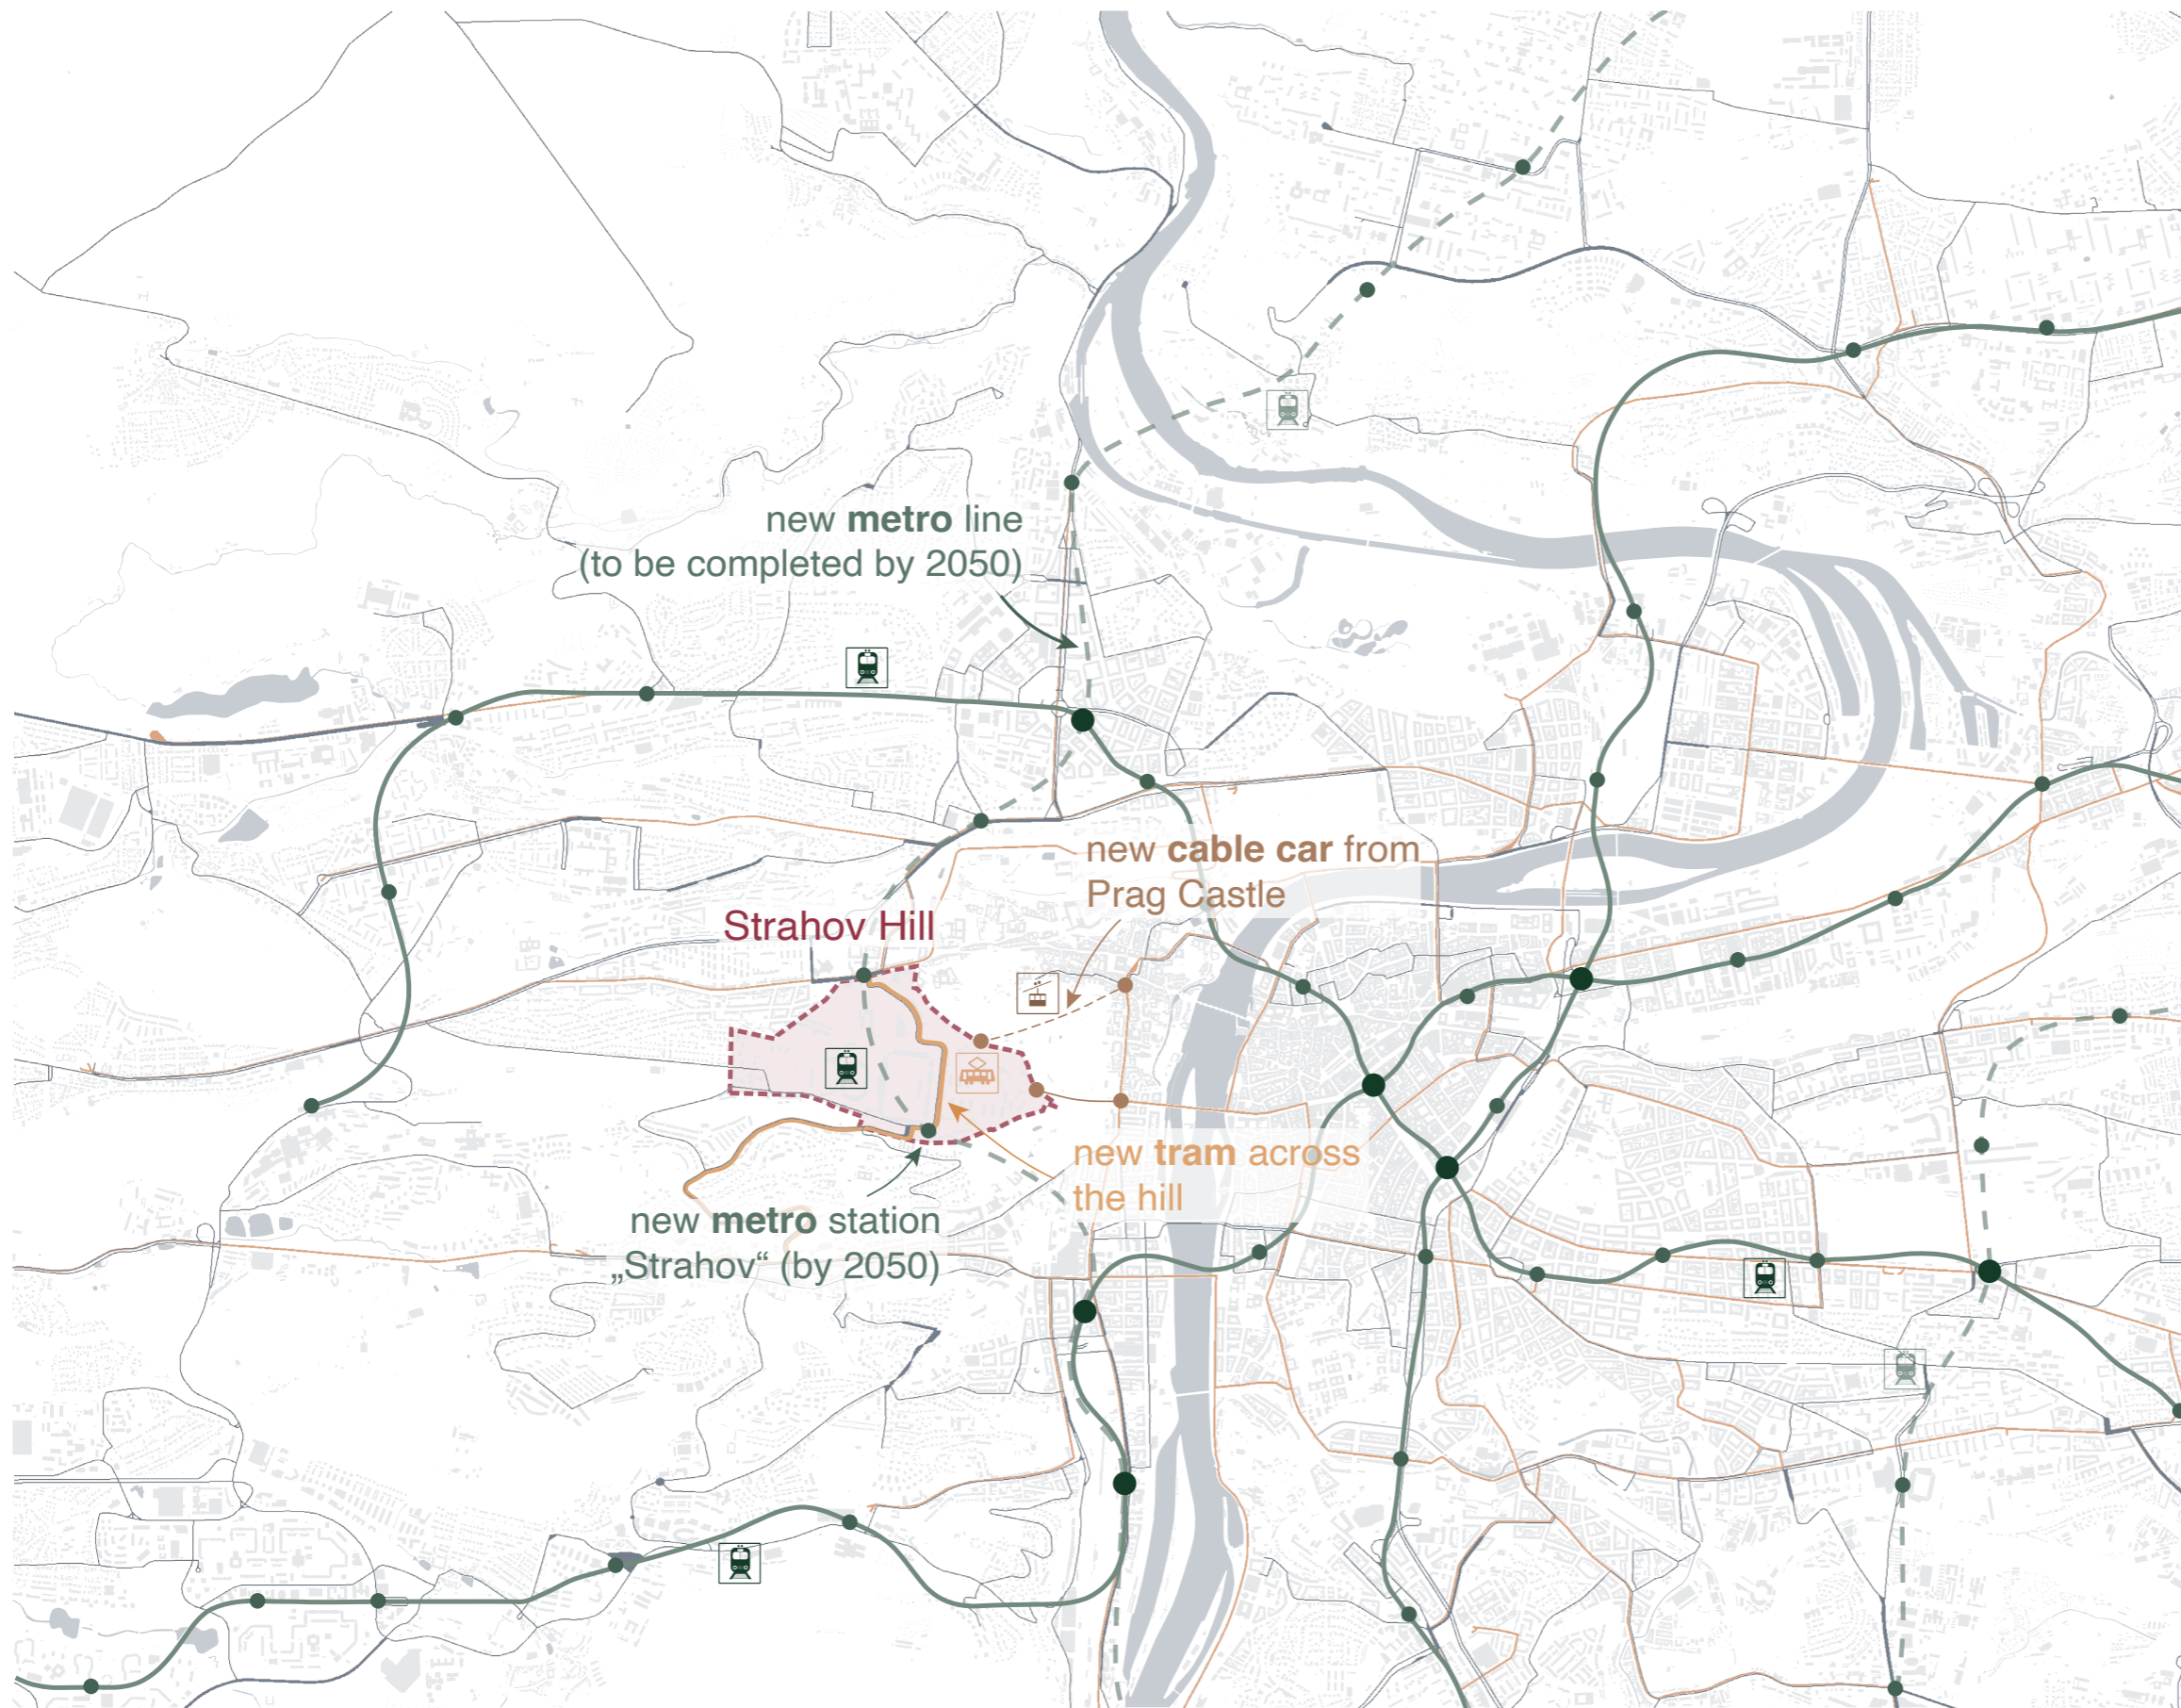 new metro line
(to be completed by 2050)
new cable car from
Prag Castle
Strahov Hill
new tram across
the hill
new metro station
„Strahov“ (by 2050)